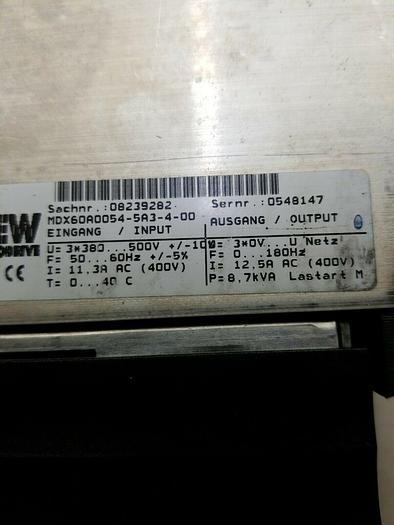 Sachnr.:08239282. Sernr.:0548147
MDX60A0054-5A3-4-00
EINGANG / INPUT AUSGANG / OUTPUT
EW
U= 3*380...500V +/-10% U= 3*0V...U Netz
F= 50...60Hz +/-5% F= 0...180Hz
CE
I= 11.3A AC (400V) I= 12.5A AC (400V)
T= 0...40 C P= 8.7kVA Lastart M